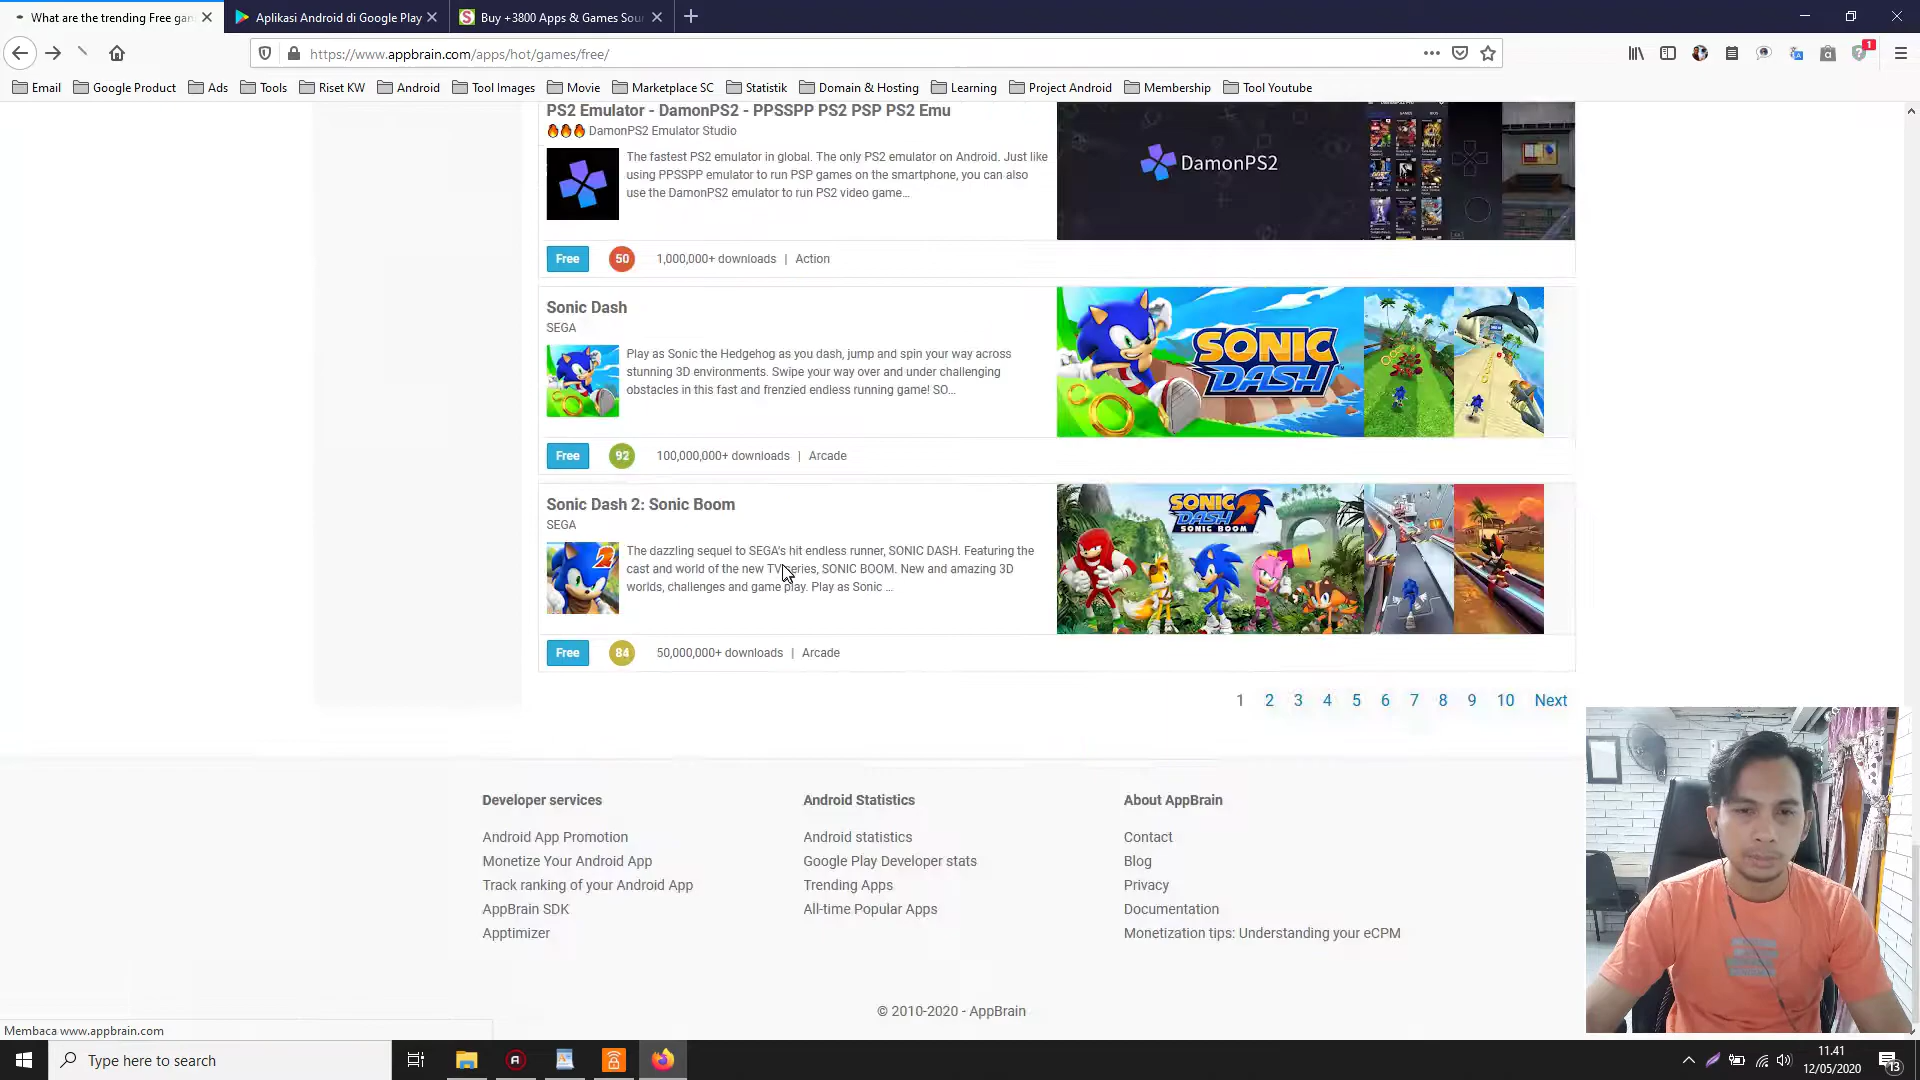 What are the trending Free gan
Aplikasi Android di Google Play
Buy +3800 Apps & Games Sou
https://www.appbrain.com/apps/hot/games/free/
1
Email
Google Product
Ads
Tools
Riset KW
Android
Tool Images
Movie
Marketplace SC
Statistik
Domain & Hosting
Learning
Project Android
Membership
Tool Youtube
PS2 Emulator - DamonPS2 - PPSSPP PS2 PSP PS2 Emu
DamonPS2 Emulator Studio
The fastest PS2 emulator in global. The only PS2 emulator on Android. Just like
using PPSSPP emulator to run PSP games on the smartphone, you can also
use the DamonPS2 emulator to run PS2 video game...
DamonPS2
Free 50 1,000,000+ downloads | Action
Sonic Dash
SEGA
Play as Sonic the Hedgehog as you dash, jump and spin your way across
stunning 3D environments. Swipe your way over and under challenging
obstacles in this fast and frenzied endless running game! SO...
SONIC
DASH
Free 92 100,000,000+ downloads | Arcade
Sonic Dash 2: Sonic Boom
SEGA
The dazzling sequel to SEGA's hit endless runner, SONIC DASH. Featuring the
cast and world of the new TV series, SONIC BOOM. New and amazing 3D
worlds, challenges and game play. Play as Sonic ...
2
SONIC
DASH 2
SONIC BOOM
Free 84 50,000,000+ downloads | Arcade
1 2 3 4 5 6 7 8 9 10 Next
Developer services
Android App Promotion
Monetize Your Android App
Track ranking of your Android App
AppBrain SDK
Apptimizer
Android Statistics
Android statistics
Google Play Developer stats
Trending Apps
All-time Popular Apps
About AppBrain
Contact
Blog
Privacy
Documentation
Monetization tips: Understanding your eCPM
© 2010-2020 - AppBrain
Membaca www.appbrain.com
Type here to search
11.41
12/05/2020
13